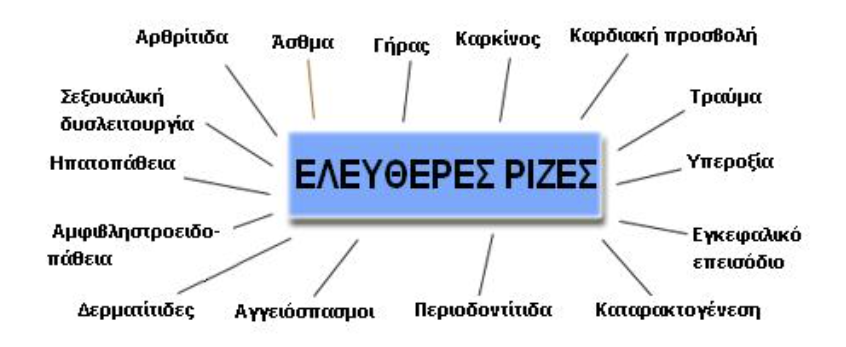 Αρθρίτιδα
Άσθμα
Γήρας
Καρκίνος
Καρδιακή προσβολή
Σεξουαλική
δυσλειτουργία
Τραύμα
Ηπατοπάθεια
ΕΛΕΥΘΕΡΕΣ ΡΙΖΕΣ
Υπεροξία
Αμφιβληστροειδο-
πάθεια
Εγκεφαλικό
επεισόδιο
Δερματίτιδες
Αγγειόσπασμοι
Περιοδοντίτιδα
Καταρακτογένεση